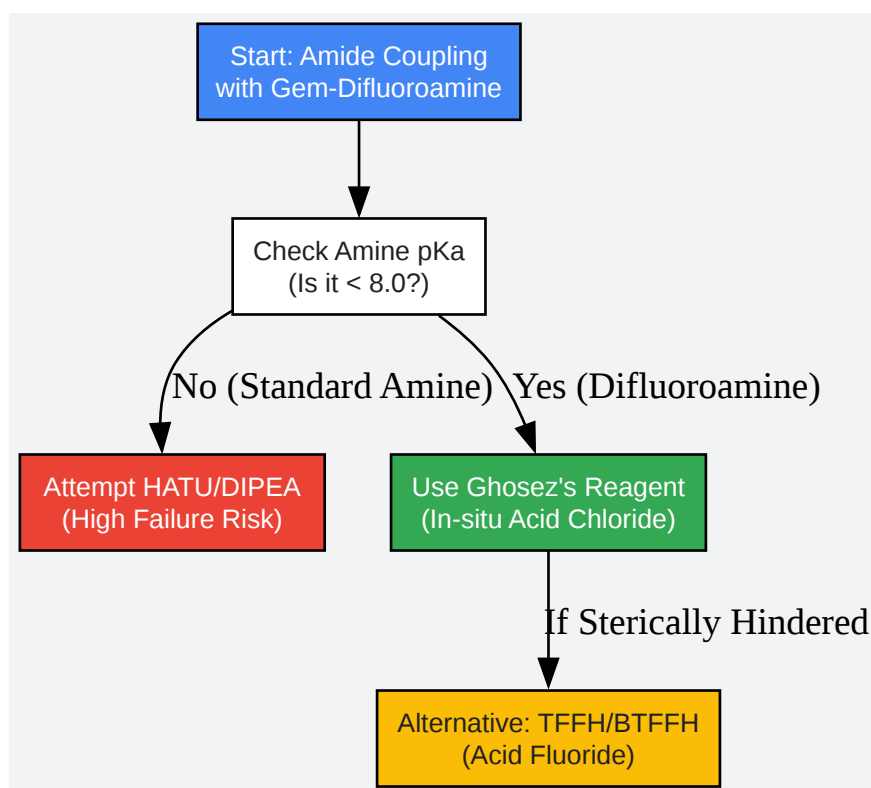 Start: Amide Coupling
with Gem-Difluoroamine
Check Amine pKa
(Is it < 8.0?)
No (Standard Amine)
Yes (Difluoroamine)
Attempt HATU/DIPEA
(High Failure Risk)
Use Ghosez's Reagent
(In-situ Acid Chloride)
If Sterically Hindered
Alternative: TFFH/BTFFH
(Acid Fluoride)